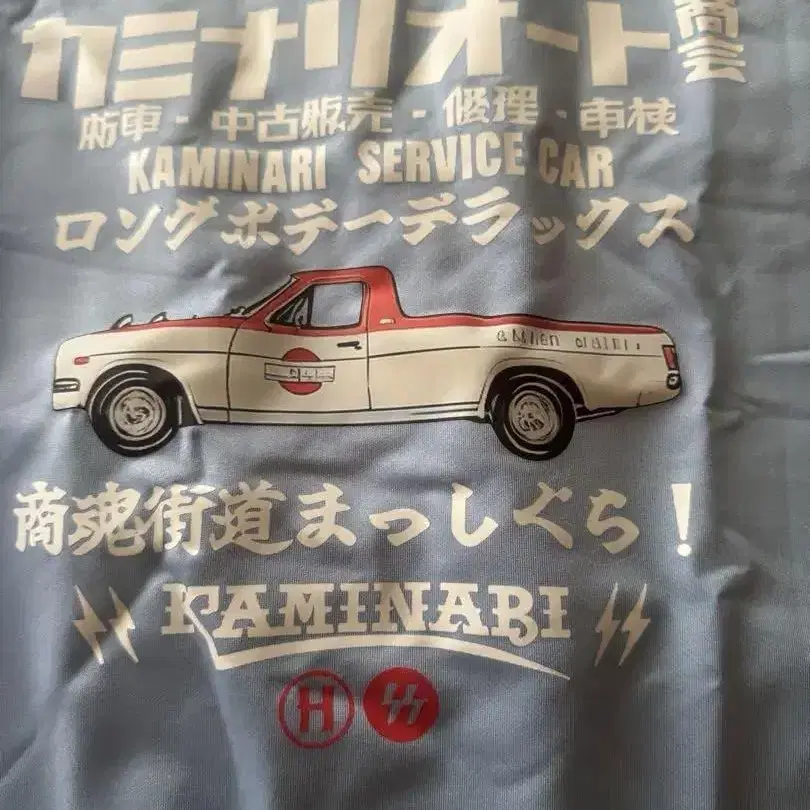 カミナリオート商会
新車 - 中古販売 - 修理 - 車検
KAMINARI SERVICE CAR
ロングボデーデラックス
商魂街道まっしぐら!
KAMINARI
H